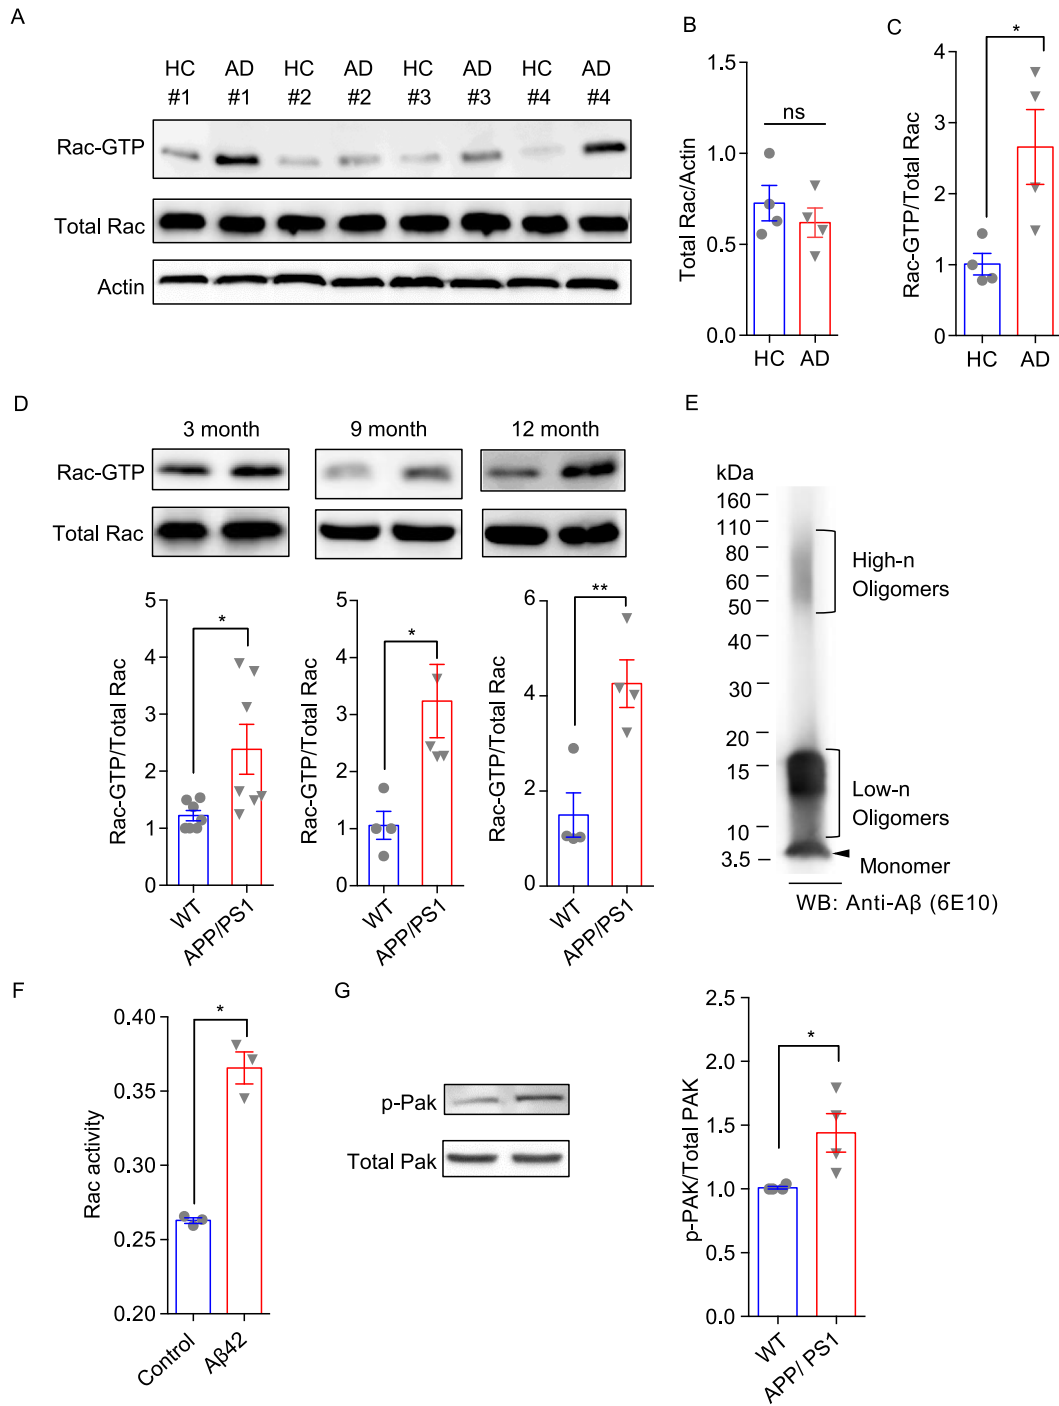 A
HC AD HC AD HC AD HC AD
#1 #1 #2 #2 #3 #3 #4 #4
Rac-GTP
Total Rac
Actin
B
Total Rac/Actin
1.5
1.0
0.5
0.0
ns
HC AD
C
Rac-GTP/Total Rac
4
3
2
1
0
*
HC AD
D
3 month 9 month 12 month
Rac-GTP
Total Rac
Rac-GTP/Total Rac
5
4
3
2
1
0
*
WT APP/PS1
Rac-GTP/Total Rac
5
4
3
2
1
0
*
WT APP/PS1
Rac-GTP/Total Rac
6
4
2
0
**
WT APP/PS1
E
kDa
160
110
80
60
50
40
30
20
15
10
3.5
High-n
Oligomers
Low-n
Oligomers
Monomer
WB: Anti-Aβ (6E10)
F
Rac activity
0.40
0.35
0.30
0.25
0.20
*
Control Aβ42
G
p-Pak
Total Pak
p-PAK/Total PAK
2.5
2.0
1.5
1.0
0.5
0.0
*
WT APP/ PS1